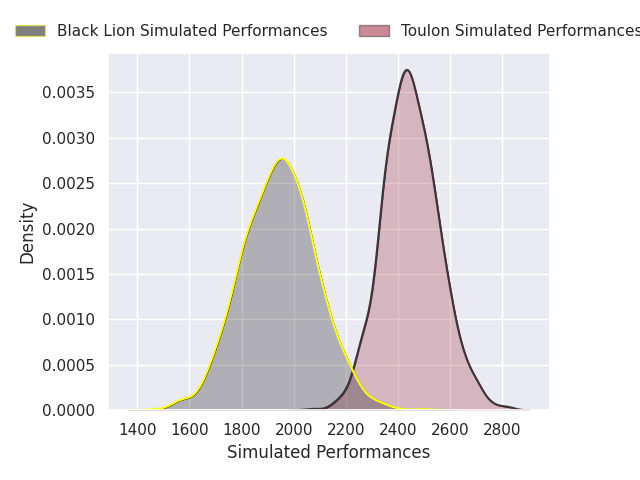 Black Lion Simulated Performances
Toulon Simulated Performances
0.0035
0.0030
0.0025
0.0020
0.0015
0.0010
0.0005
0.0000
Density
1400 1600 1800 2000 2200 2400 2600 2800
Simulated Performances